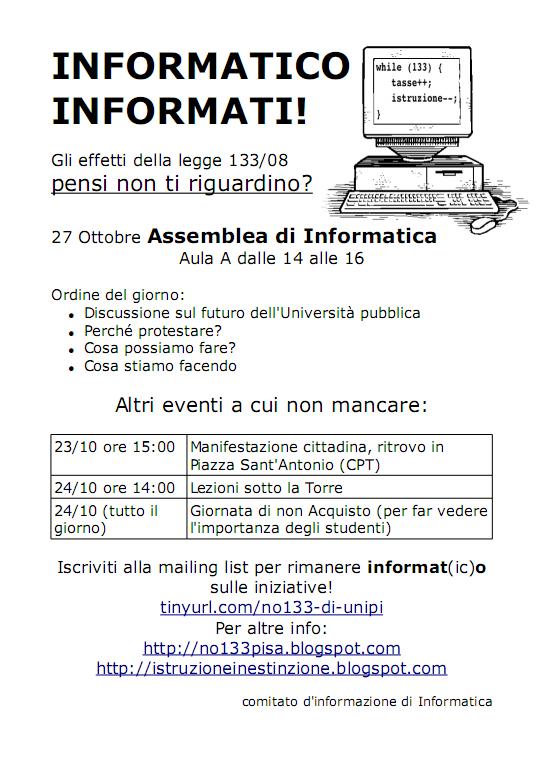 INFORMATICO
INFORMATI!
while (133) {
tasse++;
istruzione--;
}
Gli effetti della legge 133/08
pensi non ti riguardino?
27 Ottobre Assemblea di Informatica
Aula A dalle 14 alle 16
Ordine del giorno:
• Discussione sul futuro dell'Università pubblica
• Perché protestare?
• Cosa possiamo fare?
• Cosa stiamo facendo
Altri eventi a cui non mancare:
23/10 ore 15:00 Manifestazione cittadina, ritrovo in
Piazza Sant'Antonio (CPT)
24/10 ore 14:00 Lezioni sotto la Torre
24/10 (tutto il
giorno)
Giornata di non Acquisto (per far vedere
l'importanza degli studenti)
Iscriviti alla mailing list per rimanere informat(ic)o
sulle iniziative!
tinyurl.com/no133-di-unipi
Per altre info:
http://no133pisa.blogspot.com
http://istruzioneinestinzione.blogspot.com
comitato d'informazione di Informatica